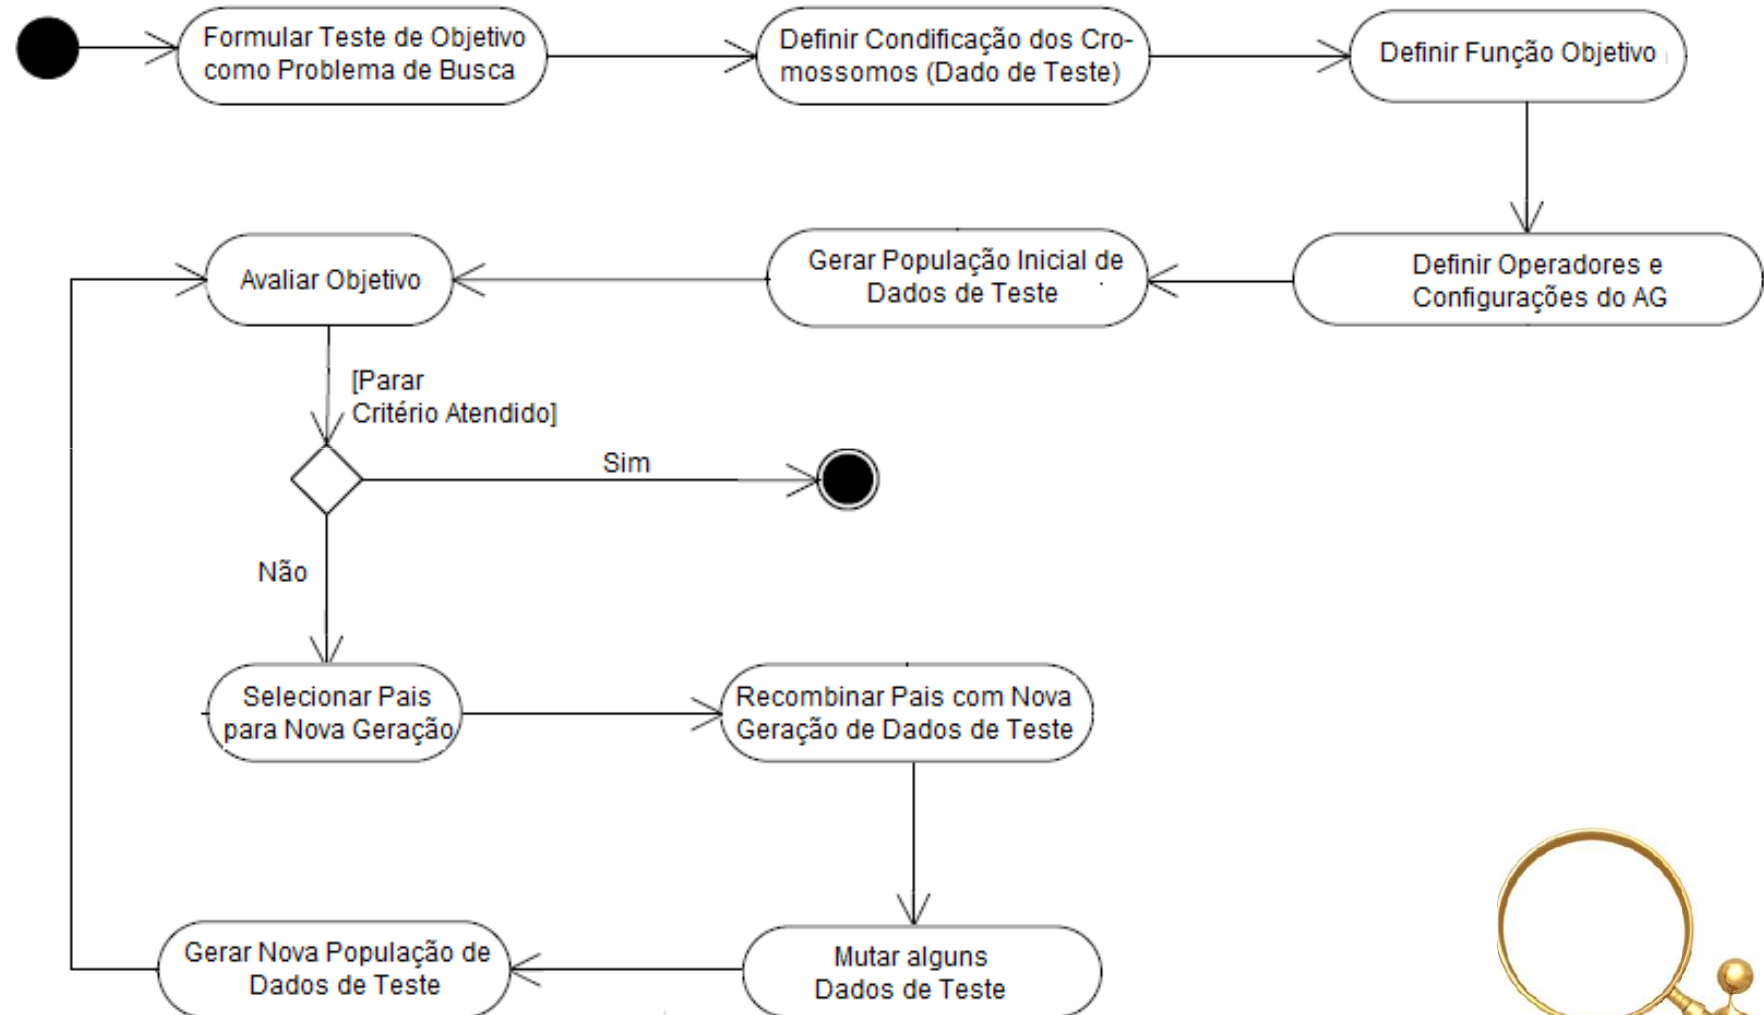 Formular Teste de Objetivo
como Problema de Busca
Definir Condificação dos Cro-
mossomos (Dado de Teste)
Definir Função Objetivo
Avaliar Objetivo
Gerar População Inicial de
Dados de Teste
Definir Operadores e
Configurações do AG
[Parar
Critério Atendido]
Sim
Não
Selecionar Pais
para Nova Geração
Recombinar Pais com Nova
Geração de Dados de Teste
Gerar Nova População de
Dados de Teste
Mutar alguns
Dados de Teste